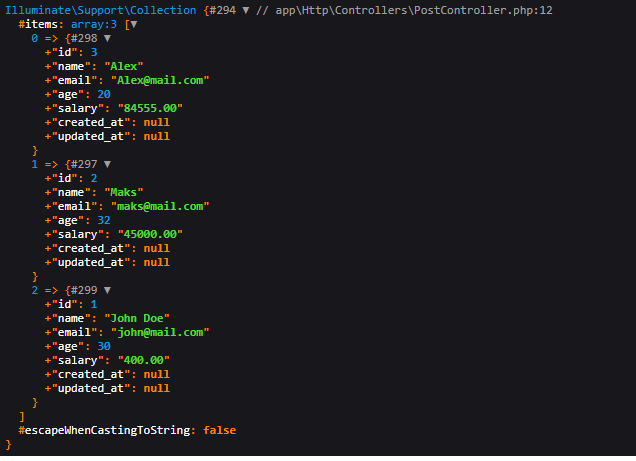 Illuminate\Support\Collection {#294 ▼ // app\Http\Controllers\PostController.php:12
  #items: array:3 [▼
    0 => {#298 ▼
      +"id": 3
      +"name": "Alex"
      +"email": "Alex@mail.com"
      +"age": 20
      +"salary": "84555.00"
      +"created_at": null
      +"updated_at": null
    }
    1 => {#297 ▼
      +"id": 2
      +"name": "Maks"
      +"email": "maks@mail.com"
      +"age": 32
      +"salary": "45000.00"
      +"created_at": null
      +"updated_at": null
    }
    2 => {#299 ▼
      +"id": 1
      +"name": "John Doe"
      +"email": "john@mail.com"
      +"age": 30
      +"salary": "400.00"
      +"created_at": null
      +"updated_at": null
    }
  ]
  #escapeWhenCastingToString: false
}